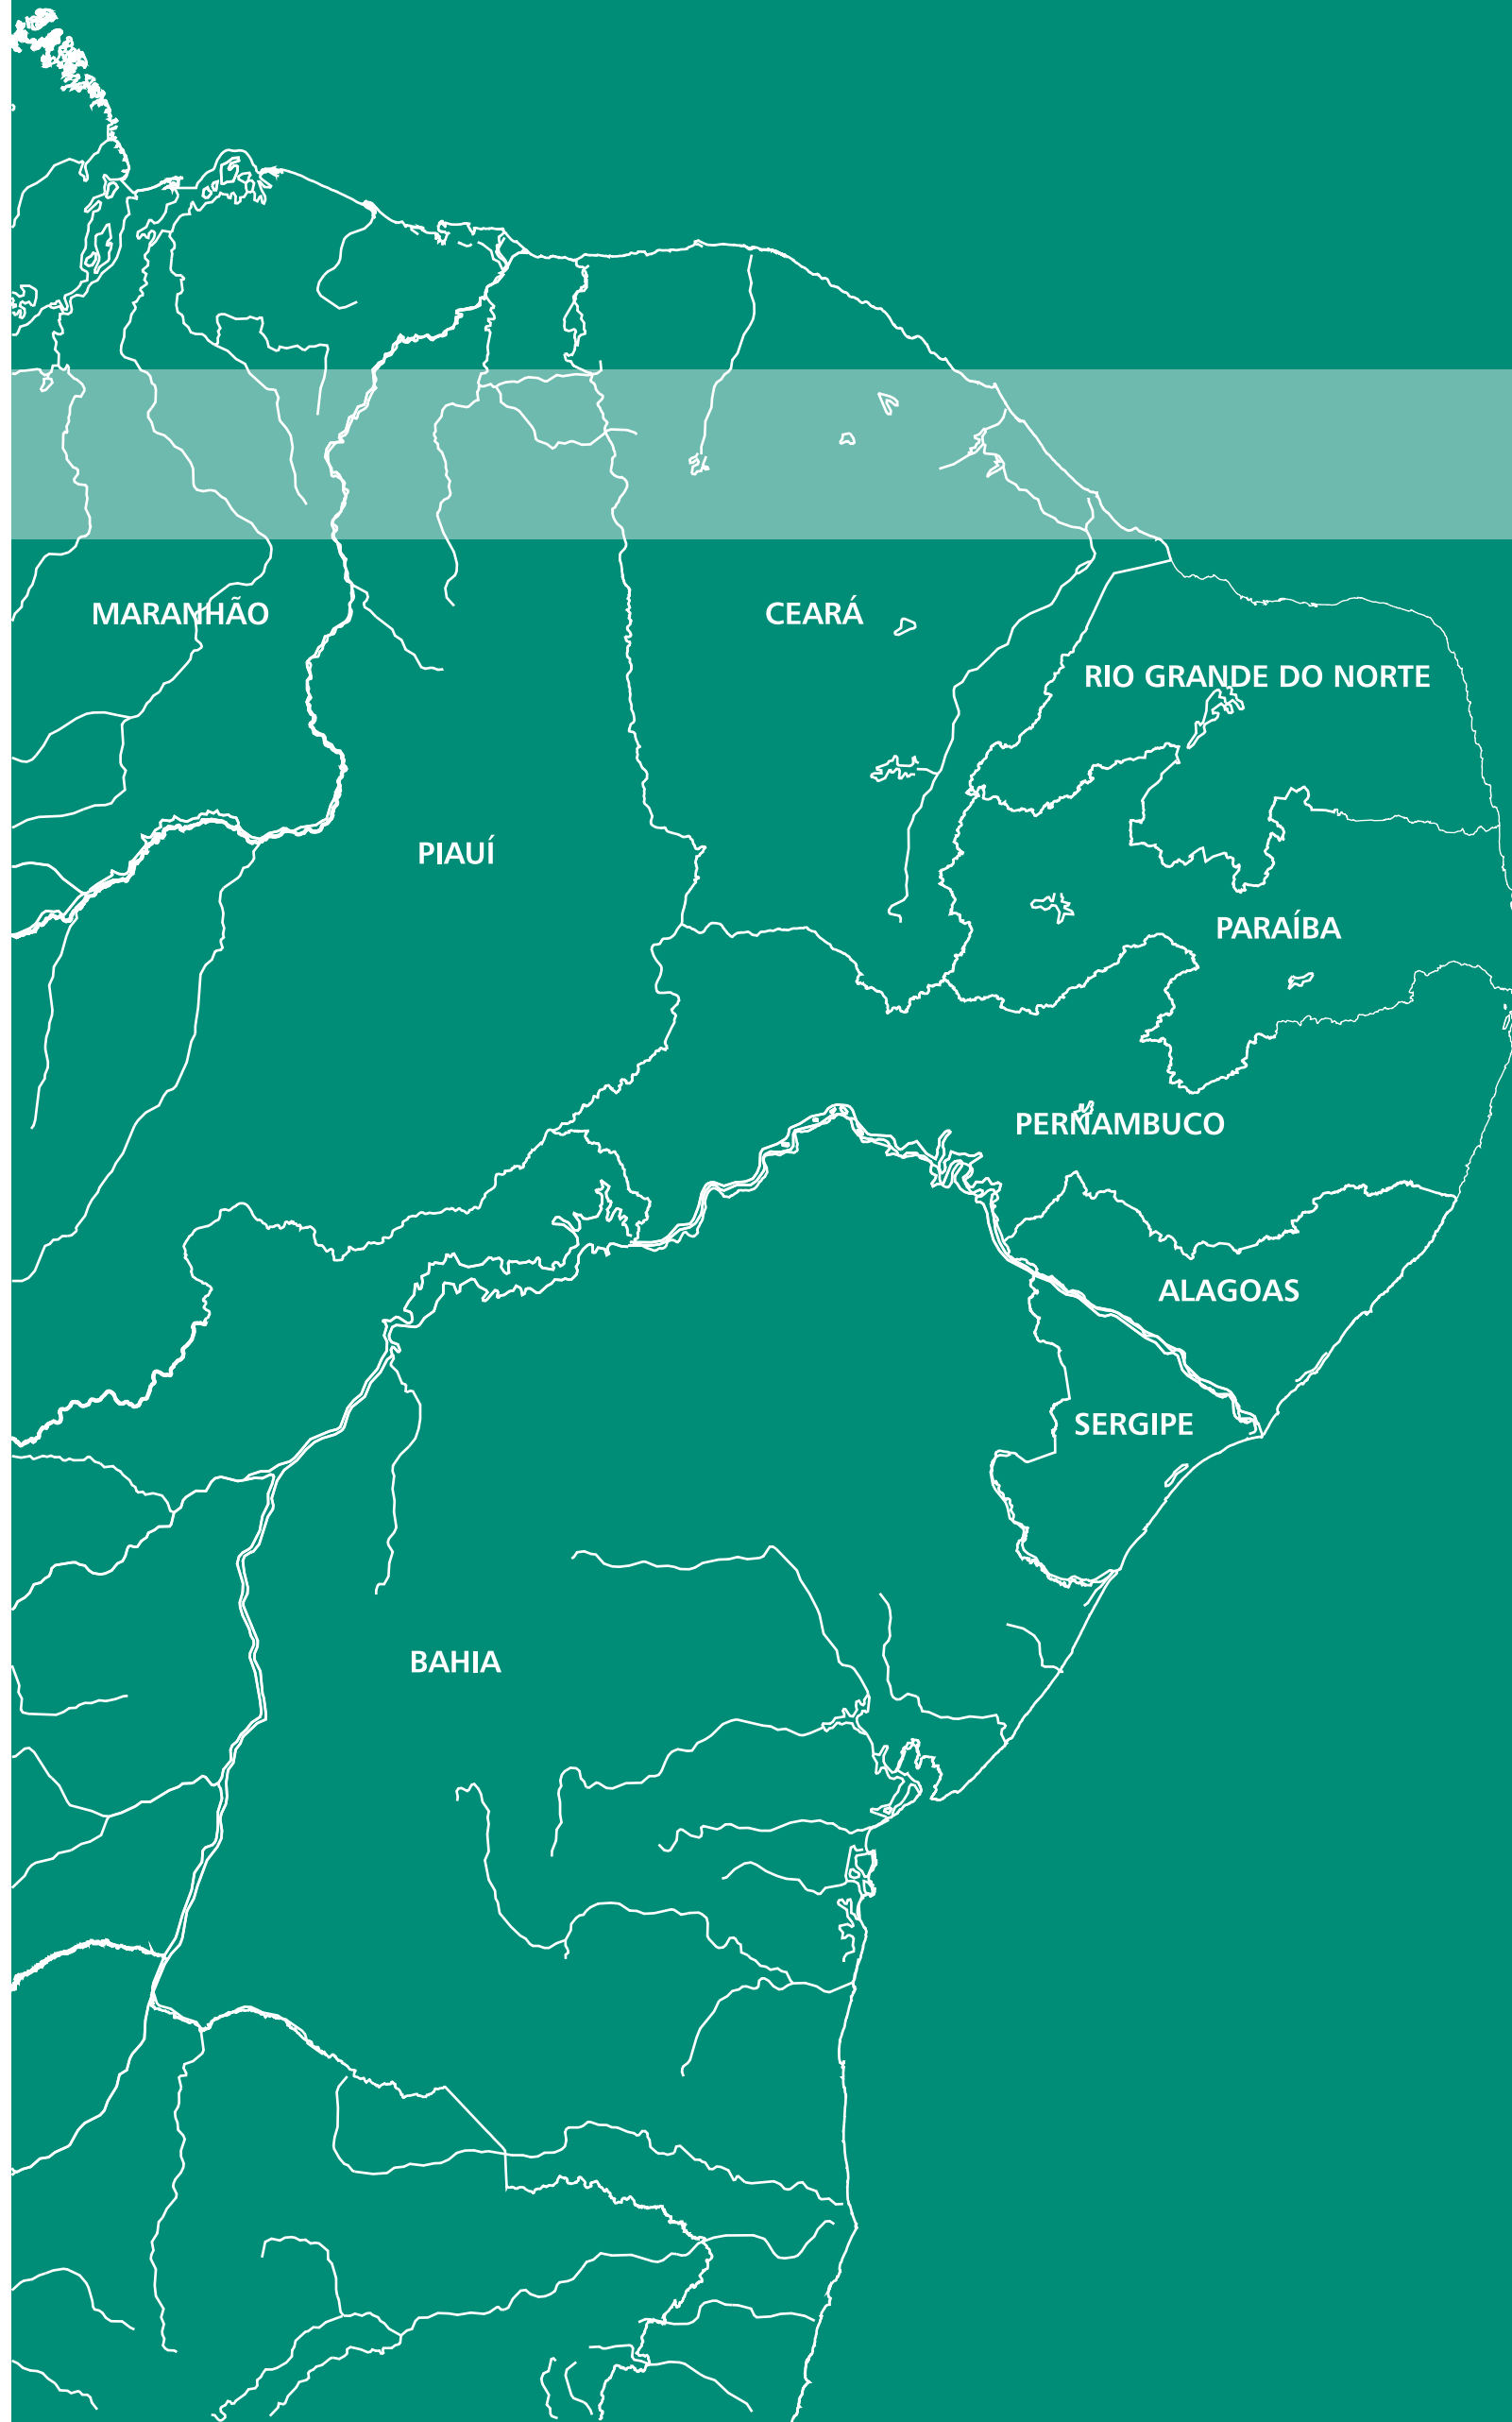 MARANHÃO
CEARÁ
RIO GRANDE DO NORTE
PIAUÍ
PARAÍBA
PERNAMBUCO
ALAGOAS
SERGIPE
BAHIA